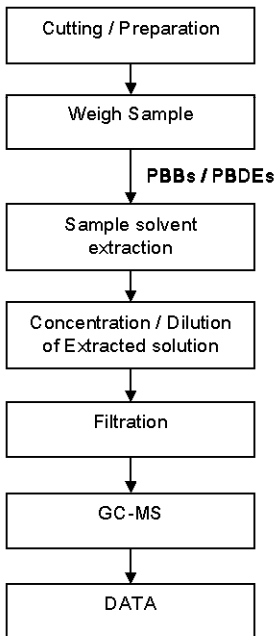 Cutting / Preparation
Weigh Sample
PBBs / PBDEs
Sample solvent
extraction
Concentration / Dilution
of Extracted solution
Filtration
GC-MS
DATA